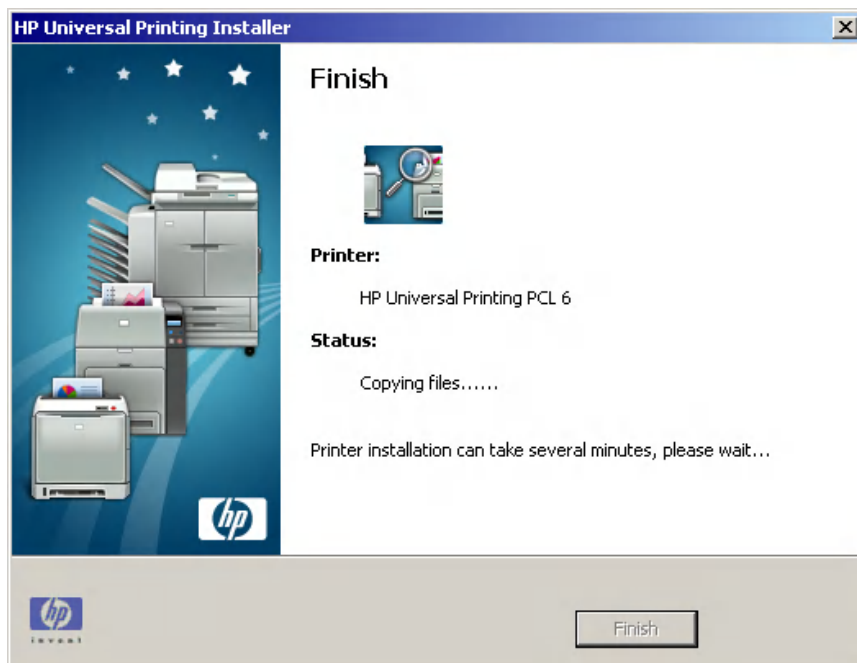 HP Universal Printing Installer
Finish
Printer:
HP Universal Printing PCL 6
Status:
Copying files......
Printer installation can take several minutes, please wait...
hp
hp
invent
Finish